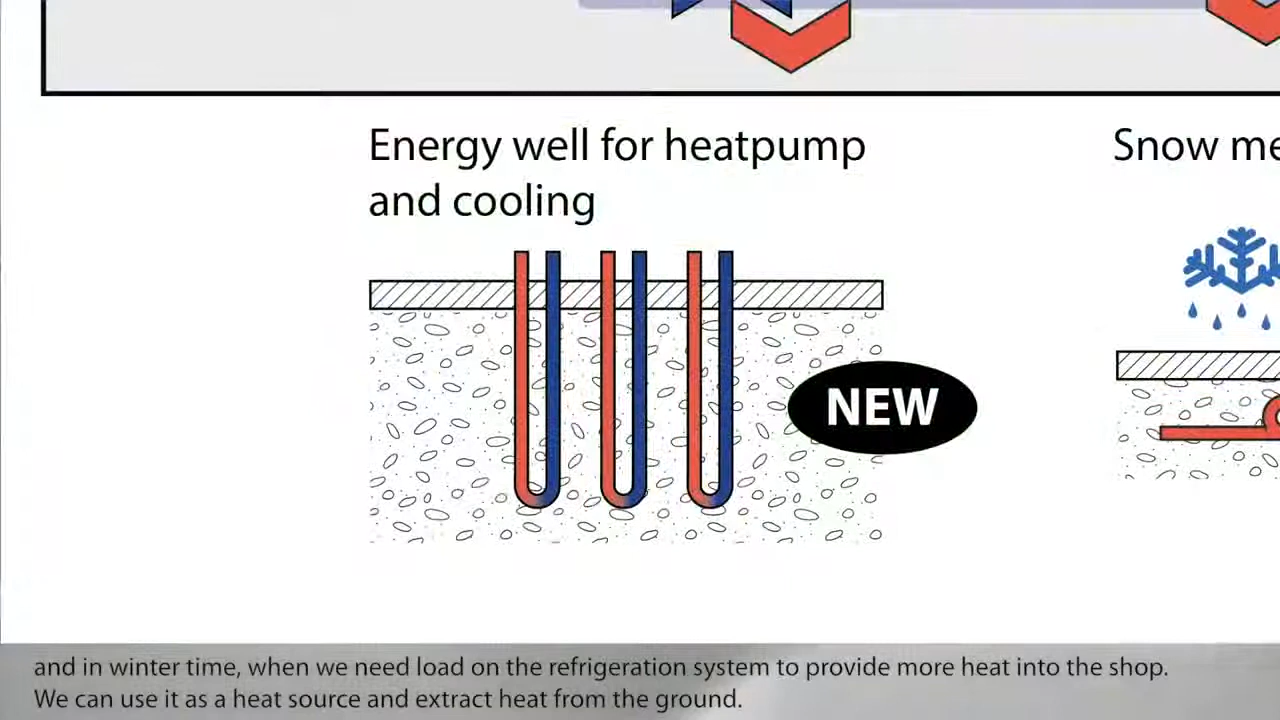 Energy well for heatpump
and cooling
Snow me
NEW
and in winter time, when we need load on the refrigeration system to provide more heat into the shop.
We can use it as a heat source and extract heat from the ground.